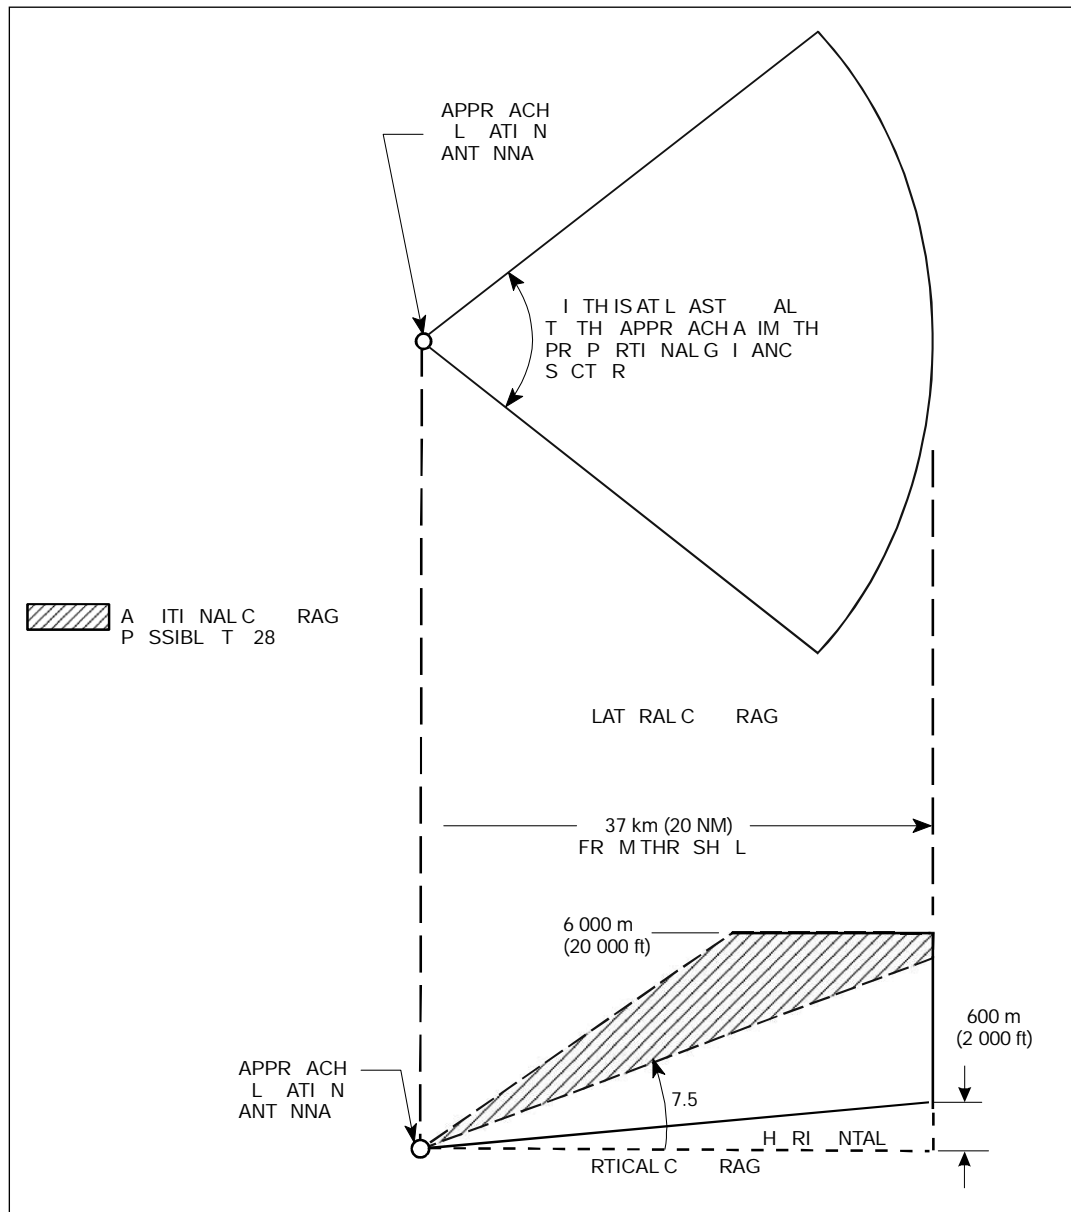 APPR ACH
L ATI N
ANT NNA
I TH IS AT L AST AL
T TH APPR ACH A IM TH
PR P RTI NAL G I ANC
S CT R
A ITI NAL C RAG
P SSIBL T 28
LAT RAL C RAG
37 km (20 NM)
FR M THR SH L
6 000 m
(20 000 ft)
600 m
(2 000 ft)
APPR ACH
L ATI N
ANT NNA
7.5
H RI NTAL
RTICAL C RAG